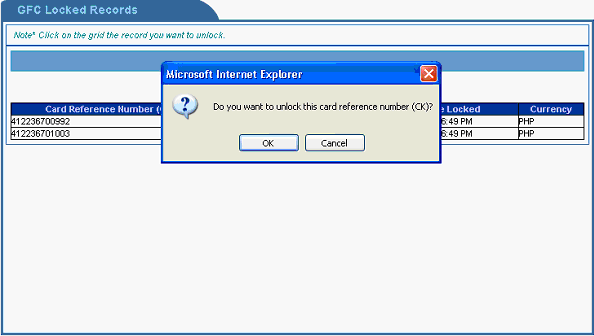 GFC Locked Records
Note* Click on the grid the record you want to unlock.
Microsoft Internet Explorer
Do you want to unlock this card reference number (CK)?
OK Cancel
Card Reference Number ( Locked Currency
412236700992 6:49 PM PHP
412236701003 6:49 PM PHP